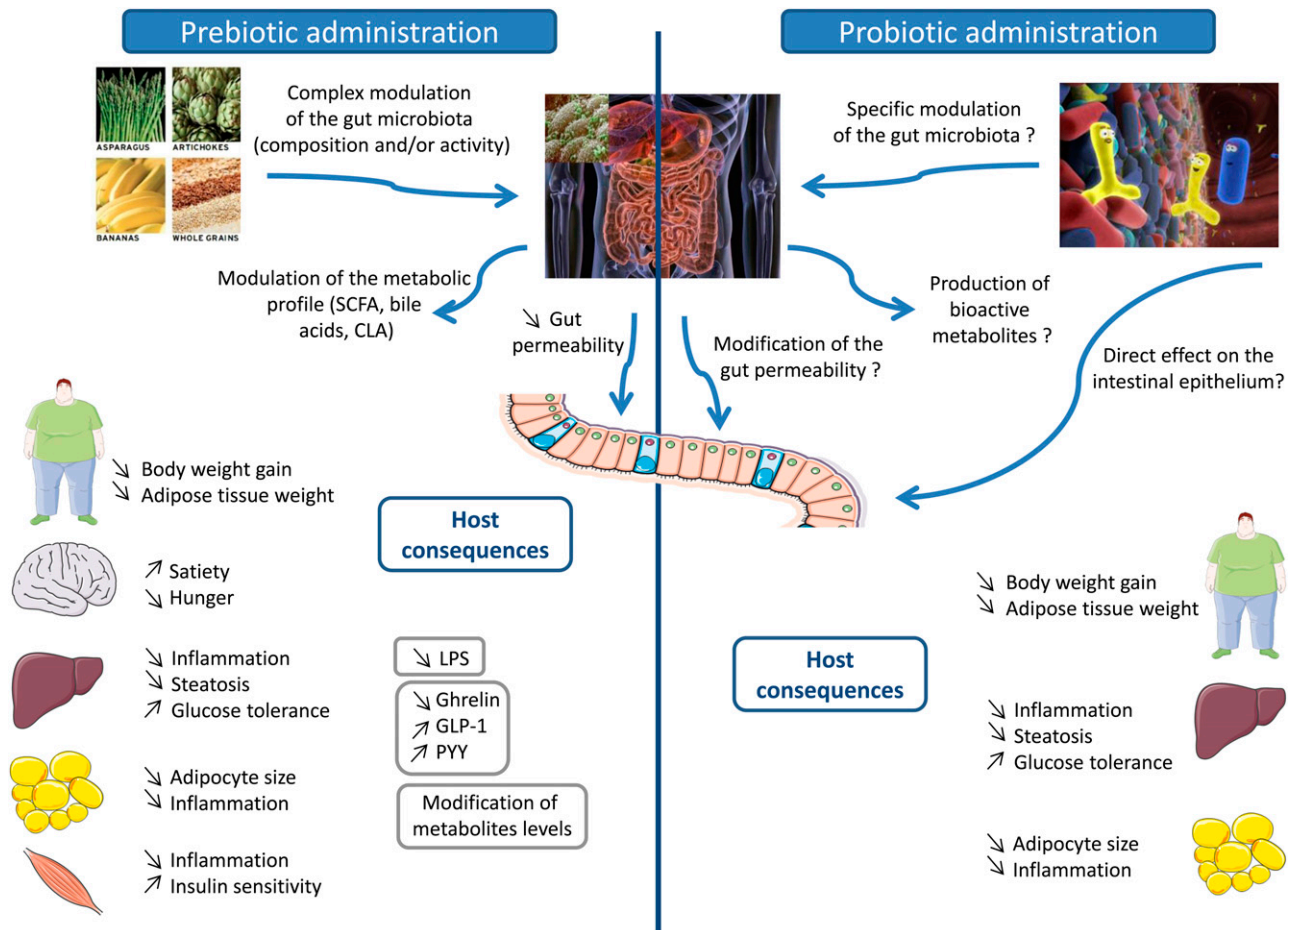 Prebiotic administration
Probiotic administration
ASPARAGUS
ARTICHOKES
BANANAS
WHOLE GRAINS
Complex modulation
of the gut microbiota
(composition and/or activity)
Specific modulation
of the gut microbiota ?
Modulation of the metabolic
profile (SCFA, bile
acids, CLA)
↘ Gut
permeability
Modification of the
gut permeability ?
Production of
bioactive
metabolites ?
Direct effect on the
intestinal epithelium?
↘ Body weight gain
↘ Adipose tissue weight
↗ Satiety
↘ Hunger
↘ Inflammation
↘ Steatosis
↗ Glucose tolerance
↘ Adipocyte size
↘ Inflammation
↘ Inflammation
↗ Insulin sensitivity
Host
consequences
↘ LPS
↘ Ghrelin
↗ GLP-1
↗ PYY
Modification of
metabolites levels
Host
consequences
↘ Body weight gain
↘ Adipose tissue weight
↘ Inflammation
↘ Steatosis
↗ Glucose tolerance
↘ Adipocyte size
↘ Inflammation